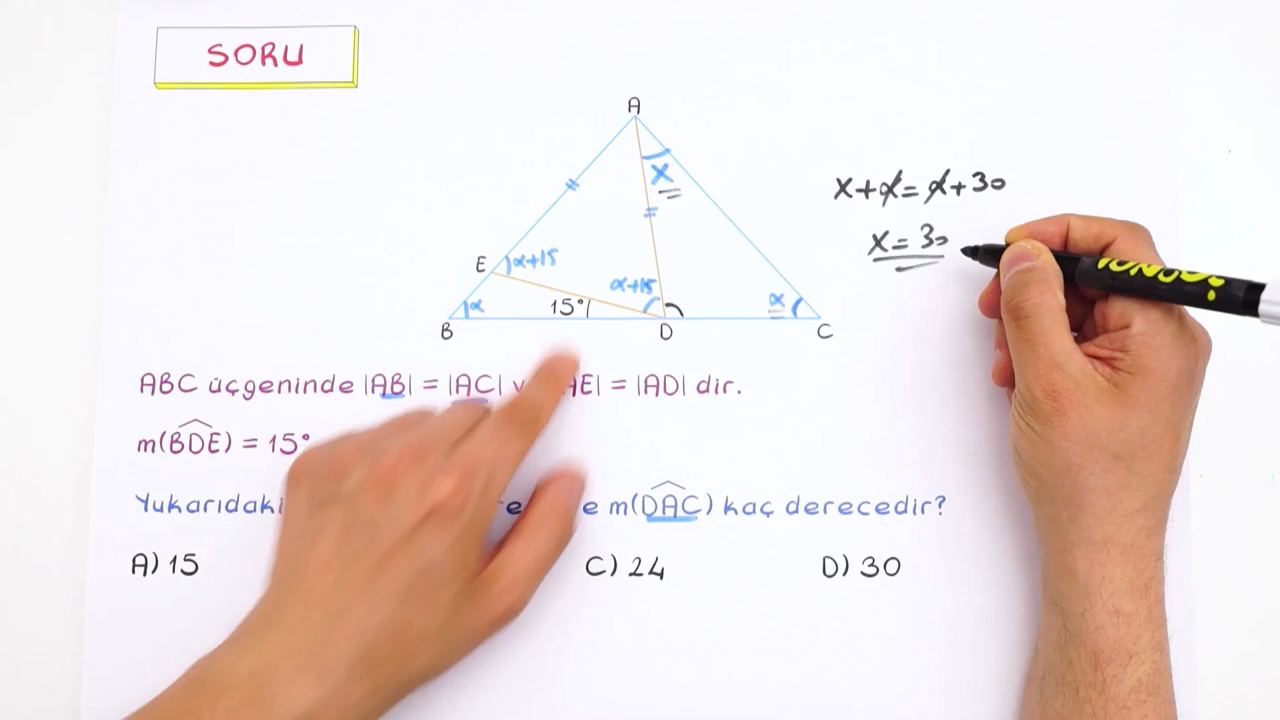 SORU
A
X
X+α=α+30
X=30
E
α+15
α+15
α
15°
α
B
D
C
ABC üçgeninde |AB| = |AC| AE| = |AD| dir.
m(BDE) = 15°
Yukarıdaki m(DAC) kaç derecedir?
A) 15
C) 24
D) 30